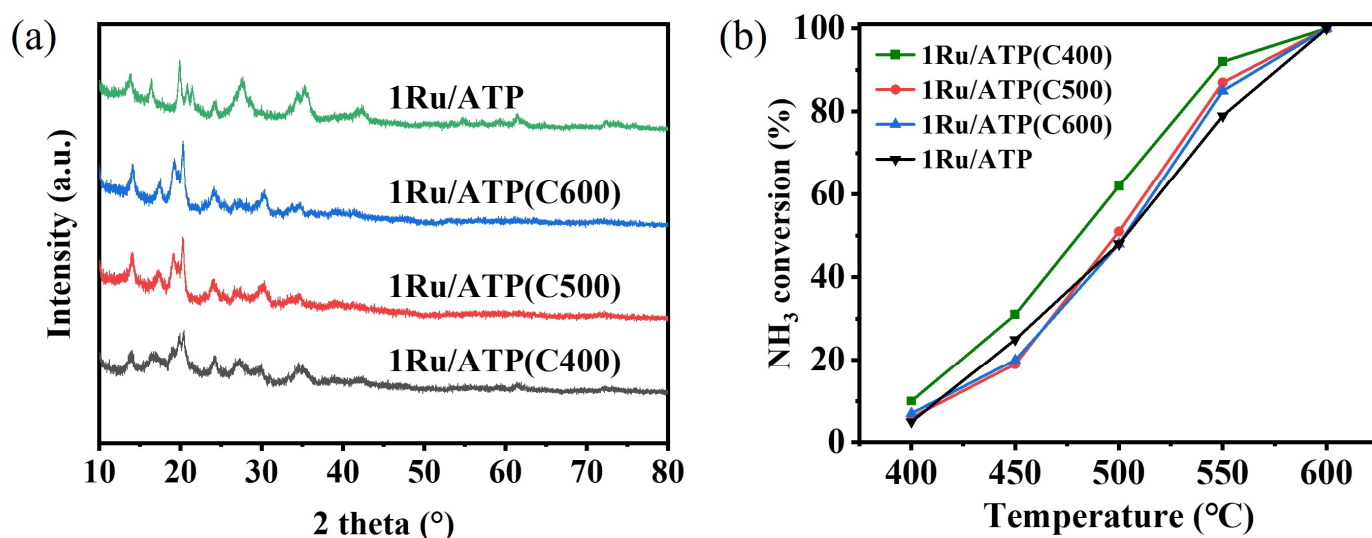 (a)
1Ru/ATP
1Ru/ATP(C600)
1Ru/ATP(C500)
1Ru/ATP(C400)
Intensity (a.u.)
10 20 30 40 50 60 70 80
2 theta (°)
(b)
1Ru/ATP(C400)
1Ru/ATP(C500)
1Ru/ATP(C600)
1Ru/ATP
NH₃ conversion (%)
100
80
60
40
20
0
400 450 500 550 600
Temperature (℃)